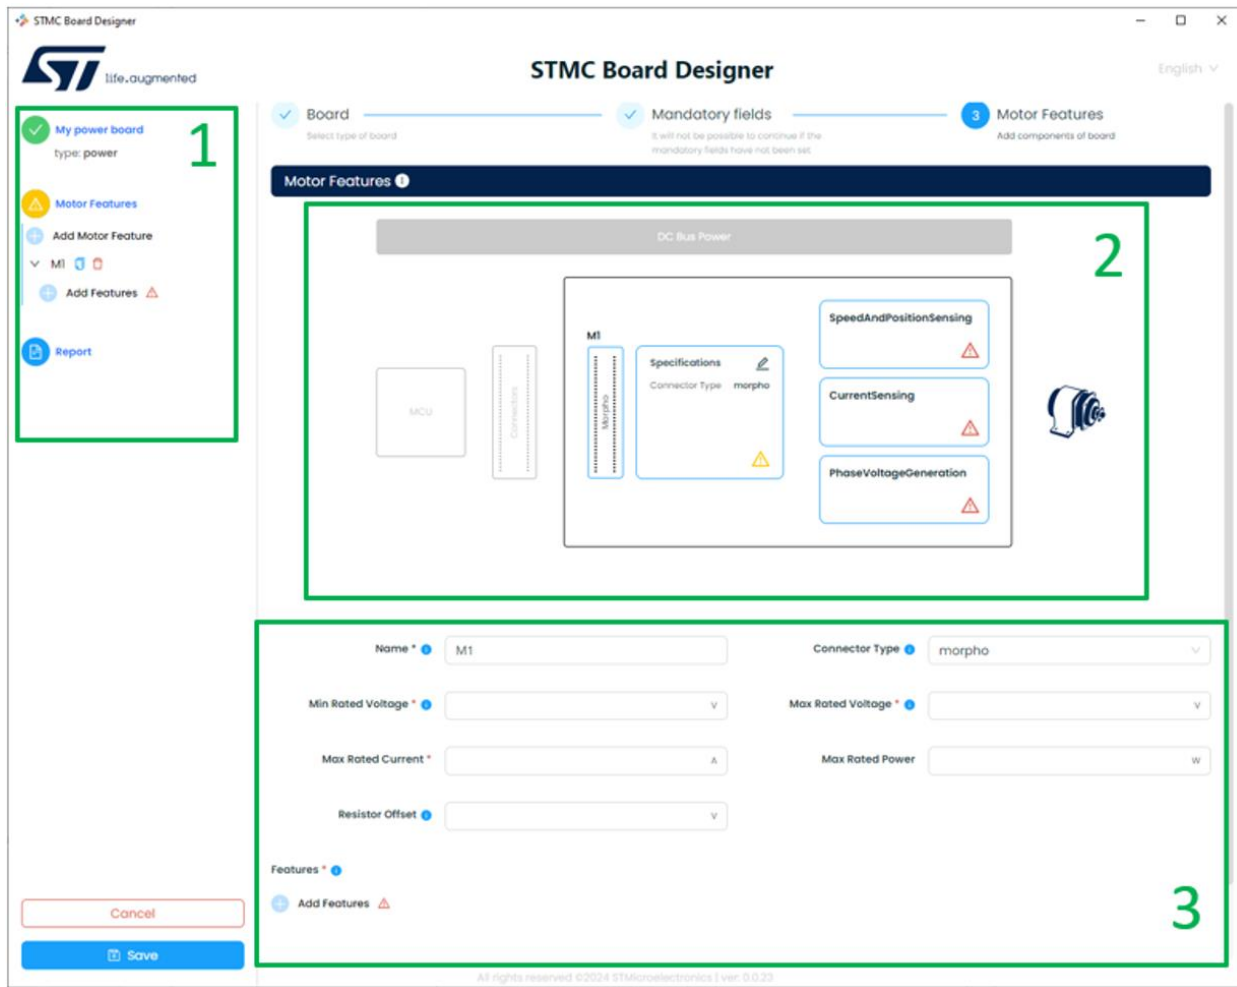 STMC Board Designer
life.augmented
STMC Board Designer
English
My power board
type: power
1
Motor Features
Add Motor Feature
M1
Add Features
Report
Cancel
Save
Board
Select type of board
Mandatory fields
It will not be possible to continue if the
mandatory fields have not been set
3
Motor Features
Add components of board
Motor Features
2
DC Bus Power
MCU
Connectors
M1
Morpho
Specifications
Connector Type morpho
SpeedAndPositionSensing
CurrentSensing
PhaseVoltageGeneration
Name * M1
Connector Type morpho
Min Rated Voltage * V
Max Rated Voltage * V
Max Rated Current * A
Max Rated Power W
Resistor Offset V
Features *
Add Features
3
All rights reserved ©2024 STMicroelectronics | ver: 0.0.23